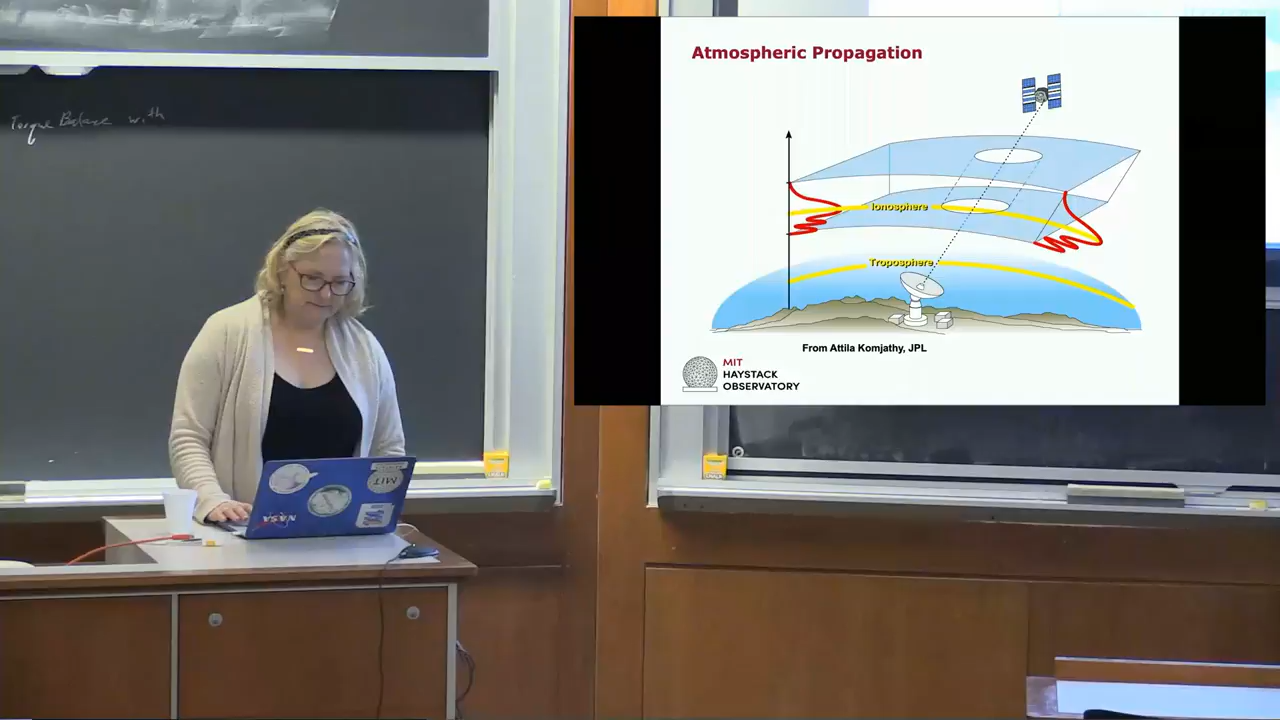 Torque Balance with
Atmospheric Propagation
Ionosphere
Troposphere
From Attila Komjathy, JPL
MIT
HAYSTACK
OBSERVATORY
MIT
NASA